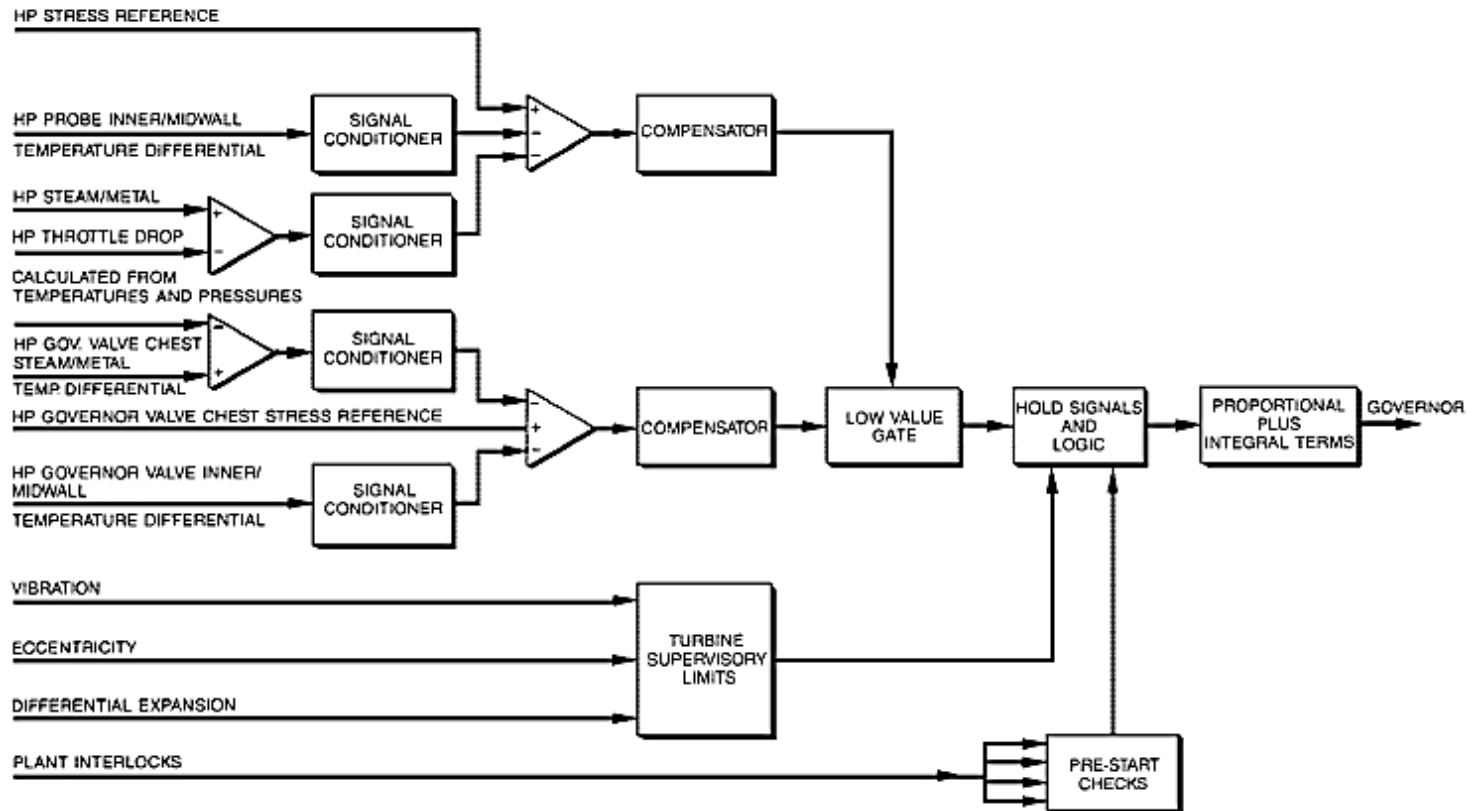 HP STRESS REFERENCE
HP PROBE INNER/MIDWALL
TEMPERATURE DIFFERENTIAL
SIGNAL
CONDITIONER
+
−
−
COMPENSATOR
HP STEAM/METAL
HP THROTTLE DROP
+
−
SIGNAL
CONDITIONER
CALCULATED FROM
TEMPERATURES AND PRESSURES
HP GOV. VALVE CHEST
STEAM/METAL
TEMP. DIFFERENTIAL
−
+
SIGNAL
CONDITIONER
HP GOVERNOR VALVE CHEST STRESS REFERENCE
−
+
−
COMPENSATOR
LOW VALUE
GATE
HOLD SIGNALS
AND
LOGIC
PROPORTIONAL
PLUS
INTEGRAL TERMS
GOVERNOR
HP GOVERNOR VALVE INNER/
MIDWALL
TEMPERATURE DIFFERENTIAL
SIGNAL
CONDITIONER
VIBRATION
ECCENTRICITY
DIFFERENTIAL EXPANSION
TURBINE
SUPERVISORY
LIMITS
PLANT INTERLOCKS
PRE-START
CHECKS